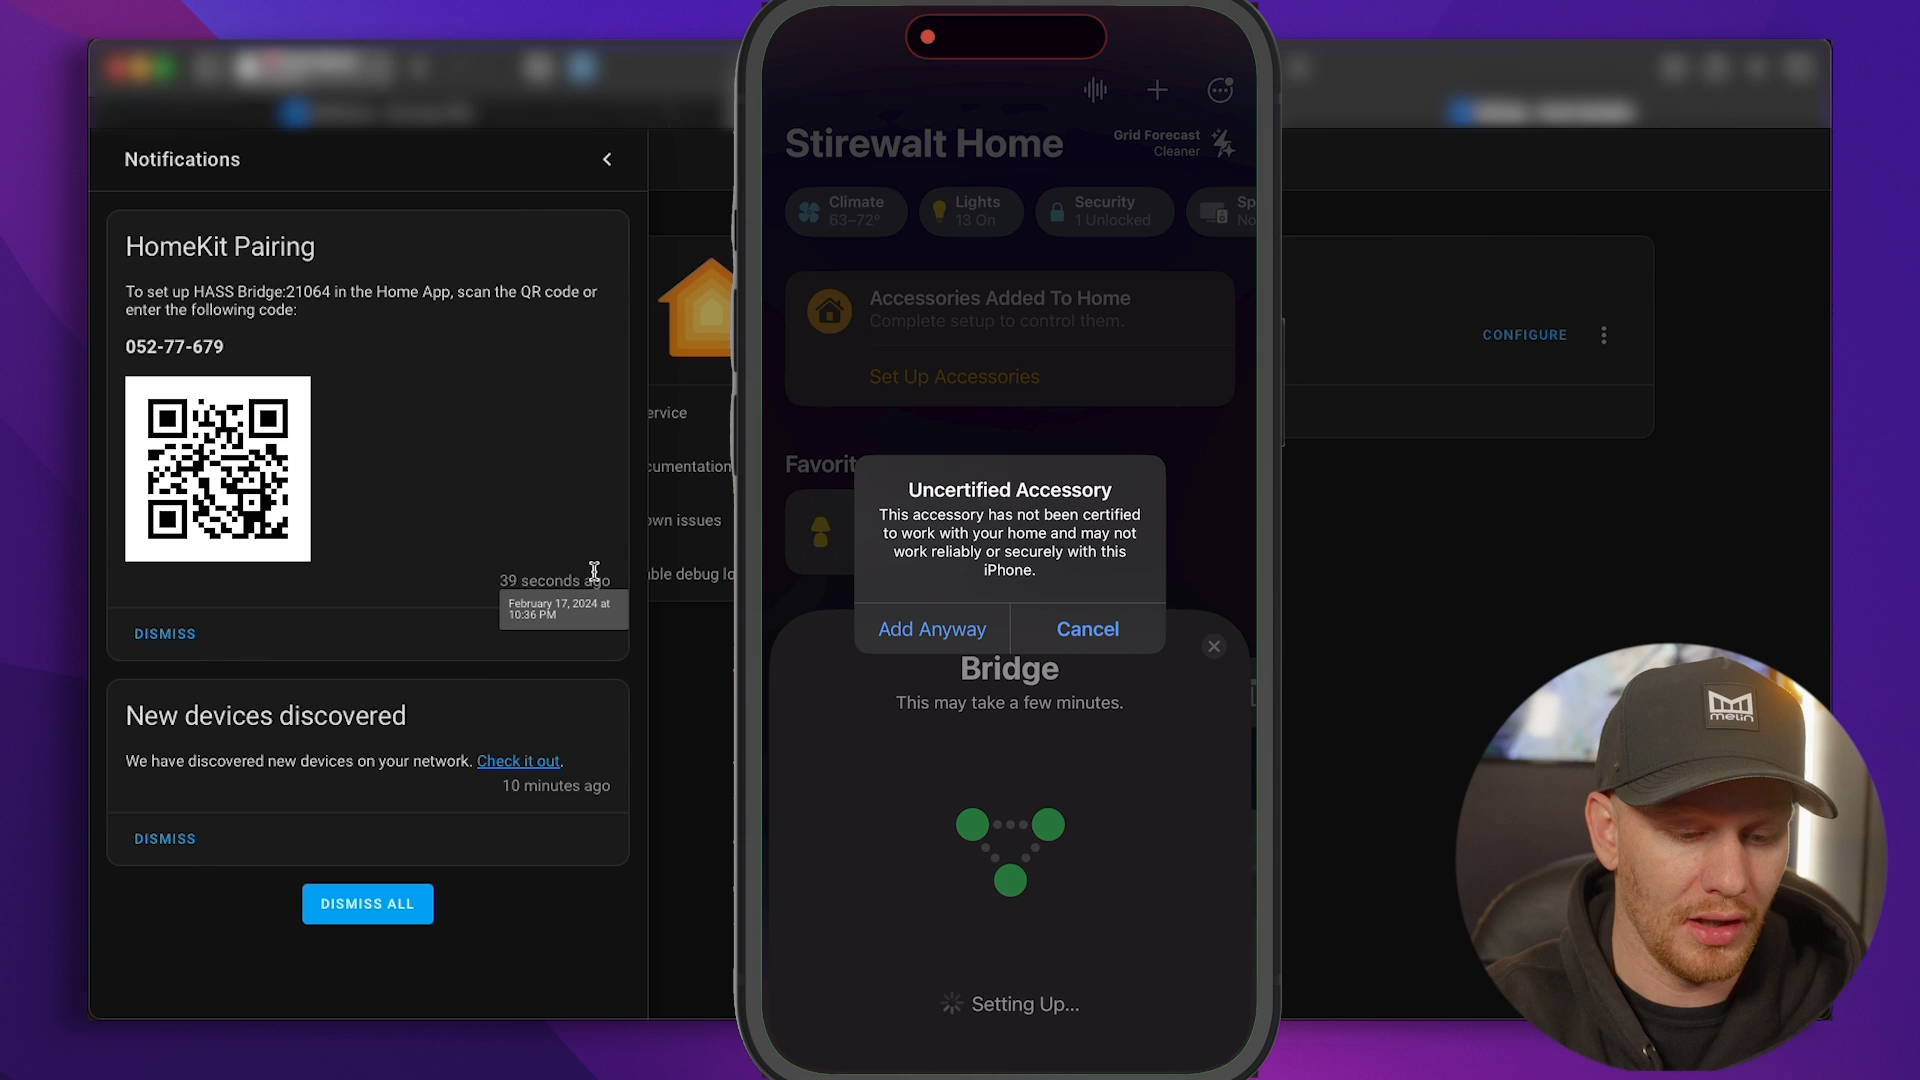 Notifications
HomeKit Pairing
To set up HASS Bridge:21064 in the Home App, scan the QR code or
enter the following code:
052-77-679
39 seconds ago
February 17, 2024 at
10:36 PM
DISMISS
New devices discovered
We have discovered new devices on your network. Check it out.
10 minutes ago
DISMISS
DISMISS ALL
ervice
cumentation
own issues
ble debug lo
Stirewalt Home
Grid Forecast
Cleaner
Climate
63–72°
Lights
13 On
Security
1 Unlocked
Sp
No
Accessories Added To Home
Complete setup to control them.
Set Up Accessories
Favorit
Uncertified Accessory
This accessory has not been certified
to work with your home and may not
work reliably or securely with this
iPhone.
Add Anyway
Cancel
Bridge
This may take a few minutes.
Setting Up...
CONFIGURE
melin